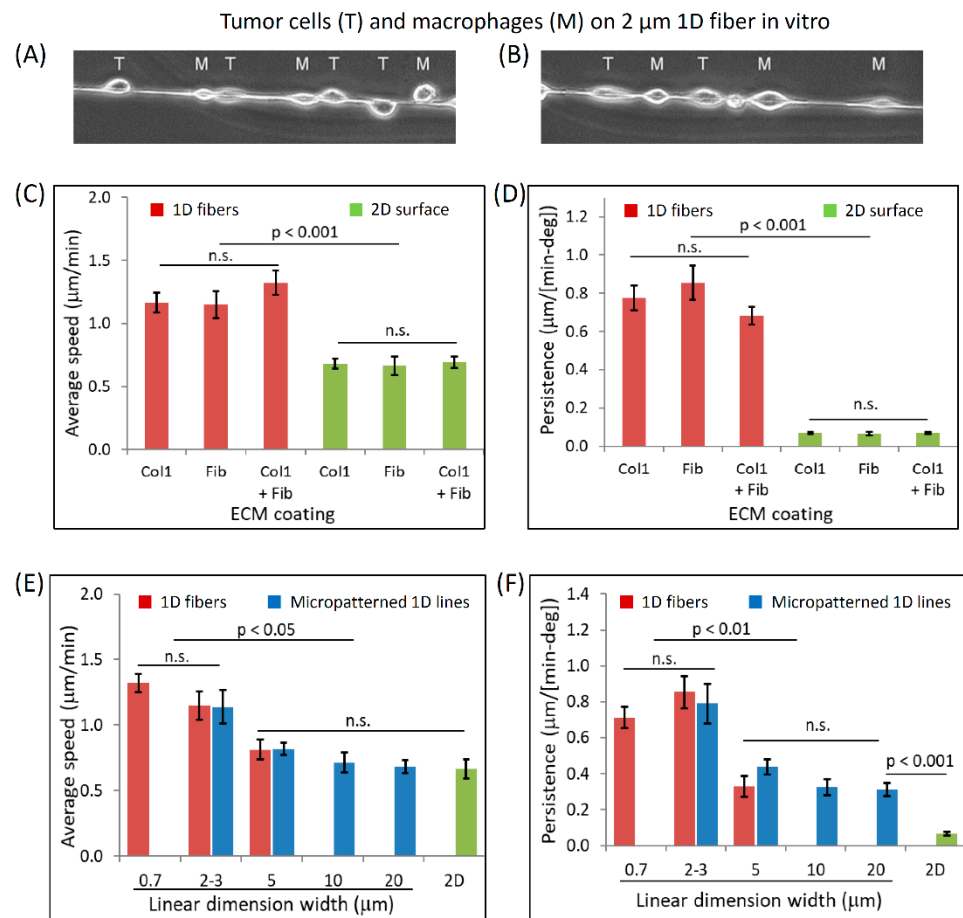 Tumor cells (T) and macrophages (M) on 2 μm 1D fiber in vitro
(A)
T M T M T T M
(B)
T M T M M
(C)
2.0
1.5
1.0
0.5
0.0
Average speed (μm/min)
1D fibers 2D surface
p < 0.001
n.s.
n.s.
Col1 Fib Col1 Col1 Fib Col1
+ Fib + Fib
ECM coating
(D)
1.2
1.0
0.8
0.6
0.4
0.2
0.0
Persistence (μm/[min-deg])
1D fibers 2D surface
p < 0.001
n.s.
n.s.
Col1 Fib Col1 Col1 Fib Col1
+ Fib + Fib
ECM coating
(E)
2.0
1.5
1.0
0.5
0.0
Average speed (μm/min)
1D fibers Micropatterned 1D lines
p < 0.05
n.s.
n.s.
0.7 2-3 5 10 20 2D
Linear dimension width (μm)
(F)
1.4
1.2
1.0
0.8
0.6
0.4
0.2
0.0
Persistence (μm/[min-deg])
1D fibers Micropatterned 1D lines
p < 0.01
n.s.
n.s.
p < 0.001
0.7 2-3 5 10 20 2D
Linear dimension width (μm)